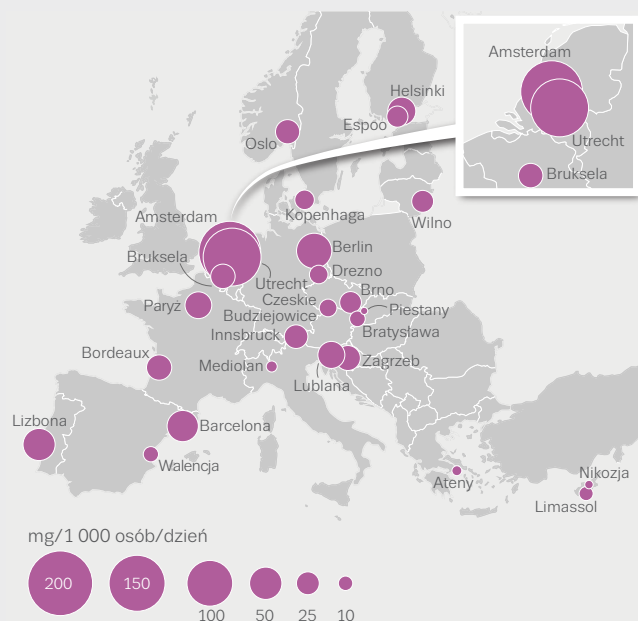 Amsterdam
Utrecht
Bruksela
Helsinki
Espoo
Oslo
Kopenhaga
Wilno
Amsterdam
Bruksela
Utrecht
Berlin
Drezno
Czeskie
Budziejowice
Brno
Piestany
Bratysława
Paryż
Innsbruck
Bordeaux
Mediolan
Zagrzeb
Lublana
Lizbona
Barcelona
Walencja
Ateny
Nikozja
Limassol
mg/1 000 osób/dzień
200 150
100 50 25 10